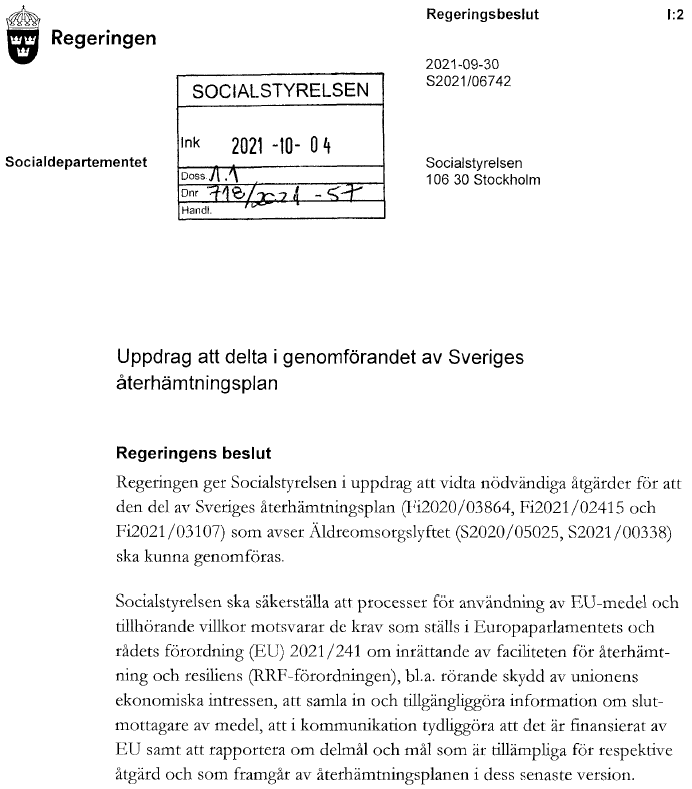 Regeringen
Regeringsbeslut I:2
2021-09-30
S2021/06742
SOCIALSTYRELSEN
Ink 2021-10-04
Doss. 1.1
Dnr 718/2021-57
Handl.
Socialdepartementet
Socialstyrelsen
106 30 Stockholm
Uppdrag att delta i genomförandet av Sveriges
återhämtningsplan
Regeringens beslut
Regeringen ger Socialstyrelsen i uppdrag att vidta nödvändiga åtgärder för att
den del av Sveriges återhämtningsplan (Fi2020/03864, Fi2021/02415 och
Fi2021/03107) som avser Äldreomsorgslyftet (S2020/05025, S2021/00338)
ska kunna genomföras.
Socialstyrelsen ska säkerställa att processer för användning av EU-medel och
tillhörande villkor motsvarar de krav som ställs i Europaparlamentets och
rådets förordning (EU) 2021/241 om inrättande av faciliteten för återhämt-
ning och resiliens (RRF-förordningen), bl.a. rörande skydd av unionens
ekonomiska intressen, att samla in och tillgängliggöra information om slut-
mottagare av medel, att i kommunikation tydliggöra att det är finansierat av
EU samt att rapportera om delmål och mål som är tillämpliga för respektive
åtgärd och som framgår av återhämtningsplanen i dess senaste version.